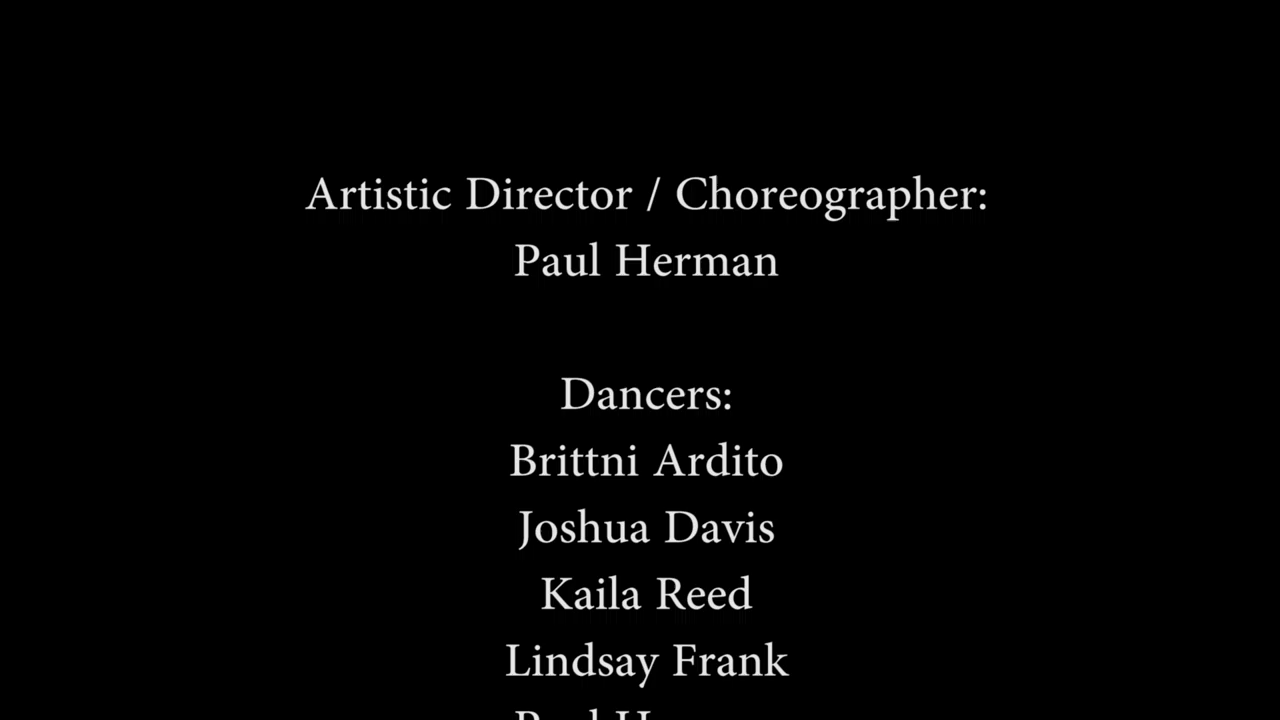 Artistic Director / Choreographer:
Paul Herman
Dancers:
Brittni Ardito
Joshua Davis
Kaila Reed
Lindsay Frank